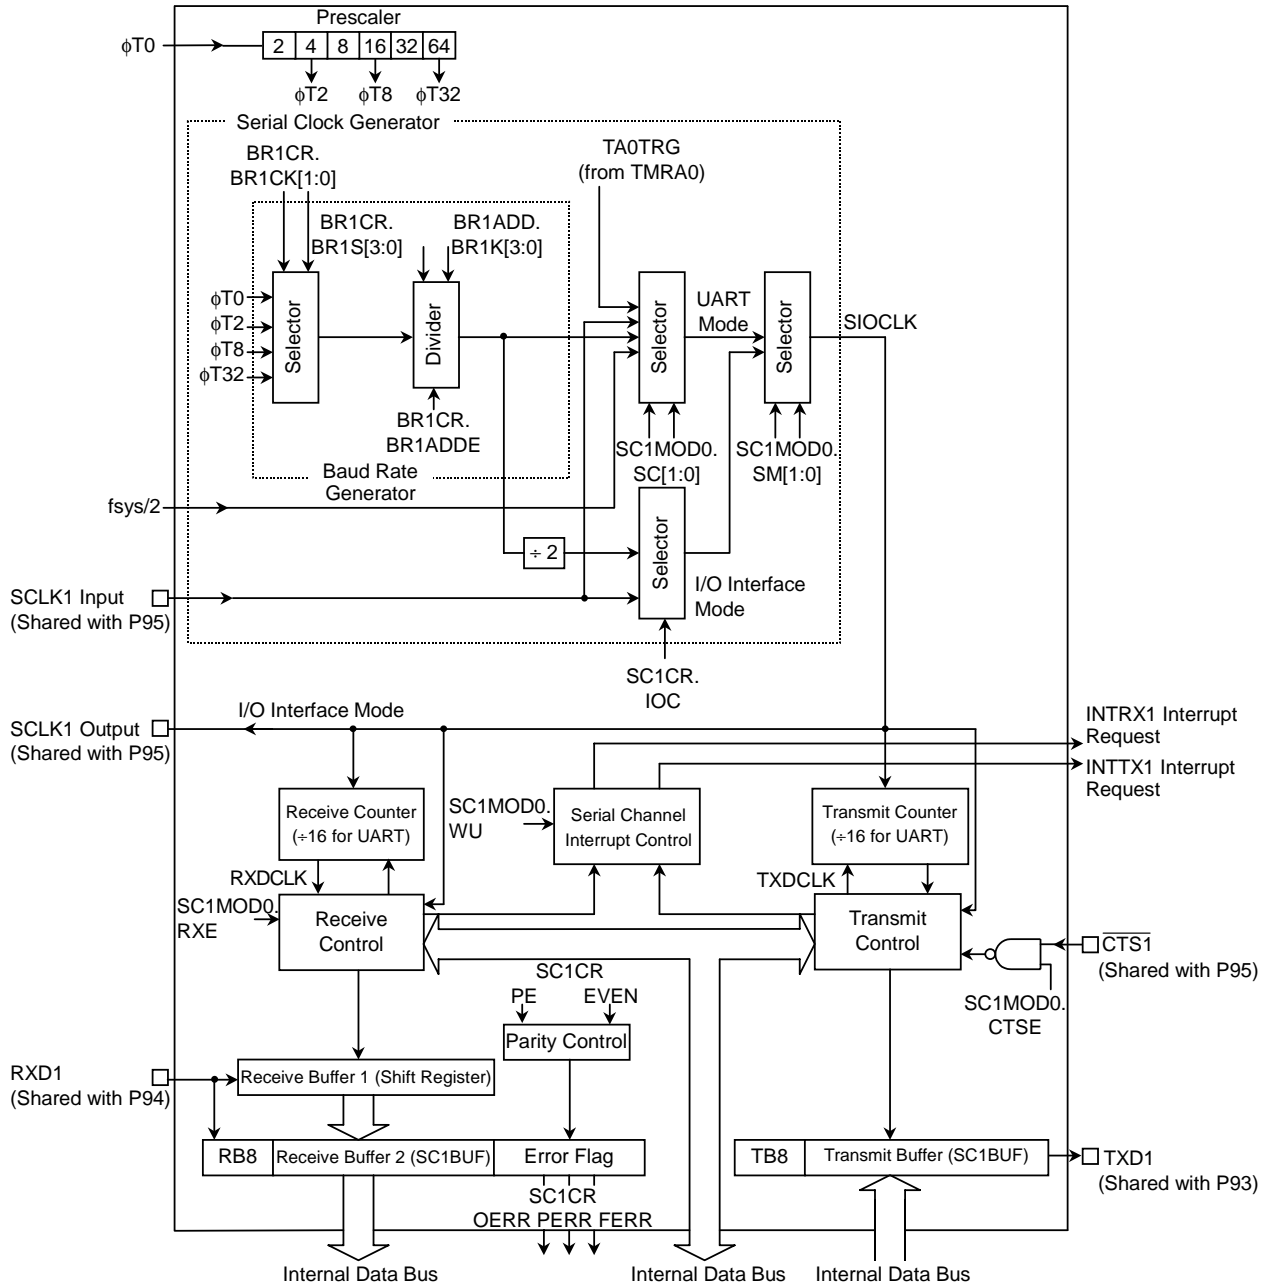 Prescaler
ϕT0
2 4 8 16 32 64
ϕT2 ϕT8 ϕT32
Serial Clock Generator
BR1CR.
BR1CK[1:0]
TA0TRG
(from TMRA0)
BR1CR.
BR1S[3:0]
BR1ADD.
BR1K[3:0]
ϕT0
ϕT2
ϕT8
ϕT32
Selector
Divider
Selector
UART
Mode
Selector
SIOCLK
BR1CR.
BR1ADDE
SC1MOD0.
SC[1:0]
SC1MOD0.
SM[1:0]
Baud Rate
Generator
fsys/2
÷ 2
Selector
I/O Interface
Mode
SCLK1 Input
(Shared with P95)
SC1CR.
IOC
SCLK1 Output
(Shared with P95)
I/O Interface Mode
INTRX1 Interrupt
Request
INTTX1 Interrupt
Request
Receive Counter
(÷16 for UART)
SC1MOD0.
WU
Serial Channel
Interrupt Control
Transmit Counter
(÷16 for UART)
RXDCLK
TXDCLK
SC1MOD0.
RXE
Receive
Control
Transmit
Control
CTS1
(Shared with P95)
SC1MOD0.
CTSE
SC1CR
PE EVEN
Parity Control
RXD1
(Shared with P94)
Receive Buffer 1 (Shift Register)
RB8 Receive Buffer 2 (SC1BUF) Error Flag
TB8 Transmit Buffer (SC1BUF)
TXD1
(Shared with P93)
SC1CR
OERR PERR FERR
Internal Data Bus Internal Data Bus Internal Data Bus